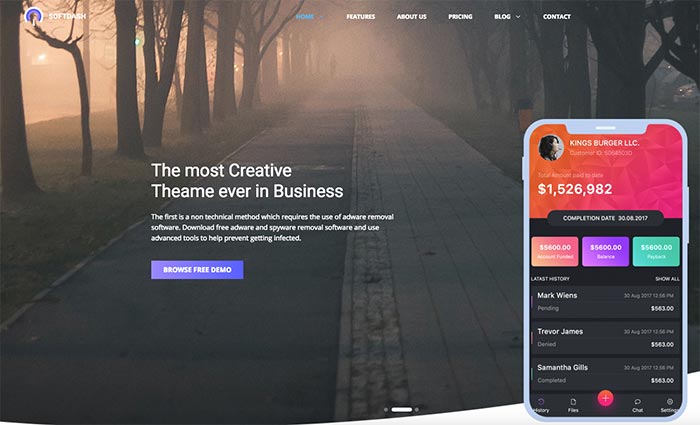 SOFTDASH
HOME FEATURES ABOUT US PRICING BLOG CONTACT
The most Creative
Theame ever in Business
The first is a non technical method which requires the use of adware removal
software. Download free adware and spyware removal software and use
advanced tools to help prevent getting infected.
BROWSE FREE DEMO
KINGS BURGER LLC.
Total Amount paid to date
$1,526,982
COMPLETION DATE 30.08.2017
$5600.00 $5600.00 $5600.00
Account Funded Balance Payback
LATAST HISTORY SHOW ALL
Mark Wiens 30 Aug 2017 12:56 PM
Pending $563.00
Trevor James 30 Aug 2017 12:56 PM
Denied $563.00
Samantha Gills 30 Aug 2017 12:56 PM
Completed $563.00
History Files Chat Settings